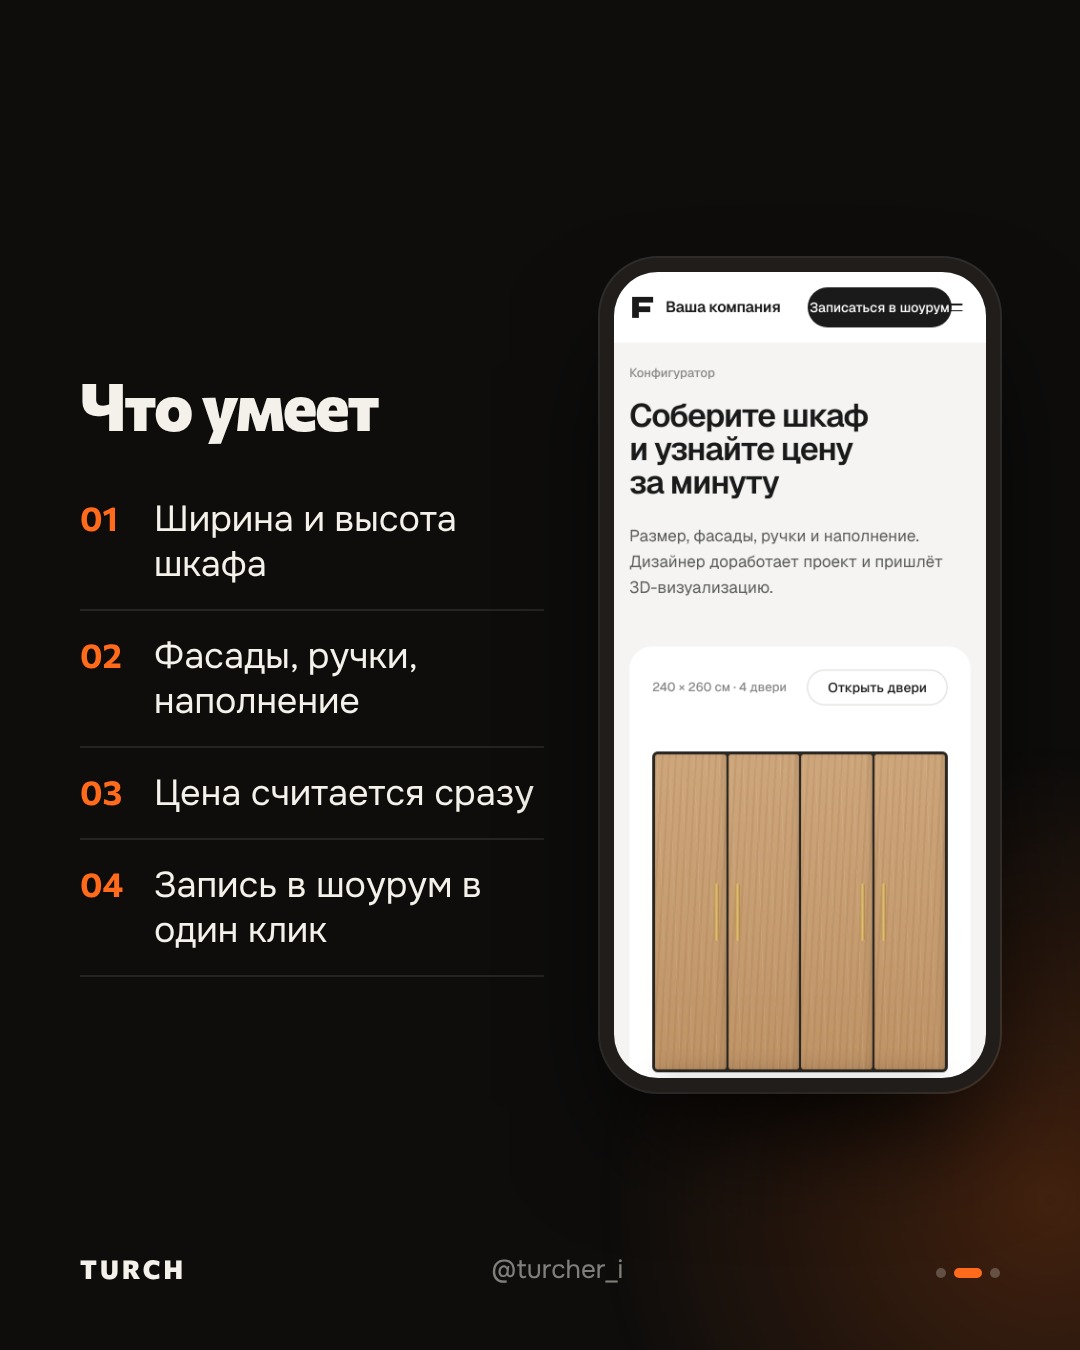 Что умеет
01 Ширина и высота
шкафа
02 Фасады, ручки,
наполнение
03 Цена считается сразу
04 Запись в шоурум в
один клик
F Ваша компания Записаться в шоурум
Конфигуратор
Соберите шкаф
и узнайте цену
за минуту
Размер, фасады, ручки и наполнение.
Дизайнер доработает проект и пришлёт
3D-визуализацию.
240 × 260 см · 4 двери Открыть двери
TURCH @turcher_i